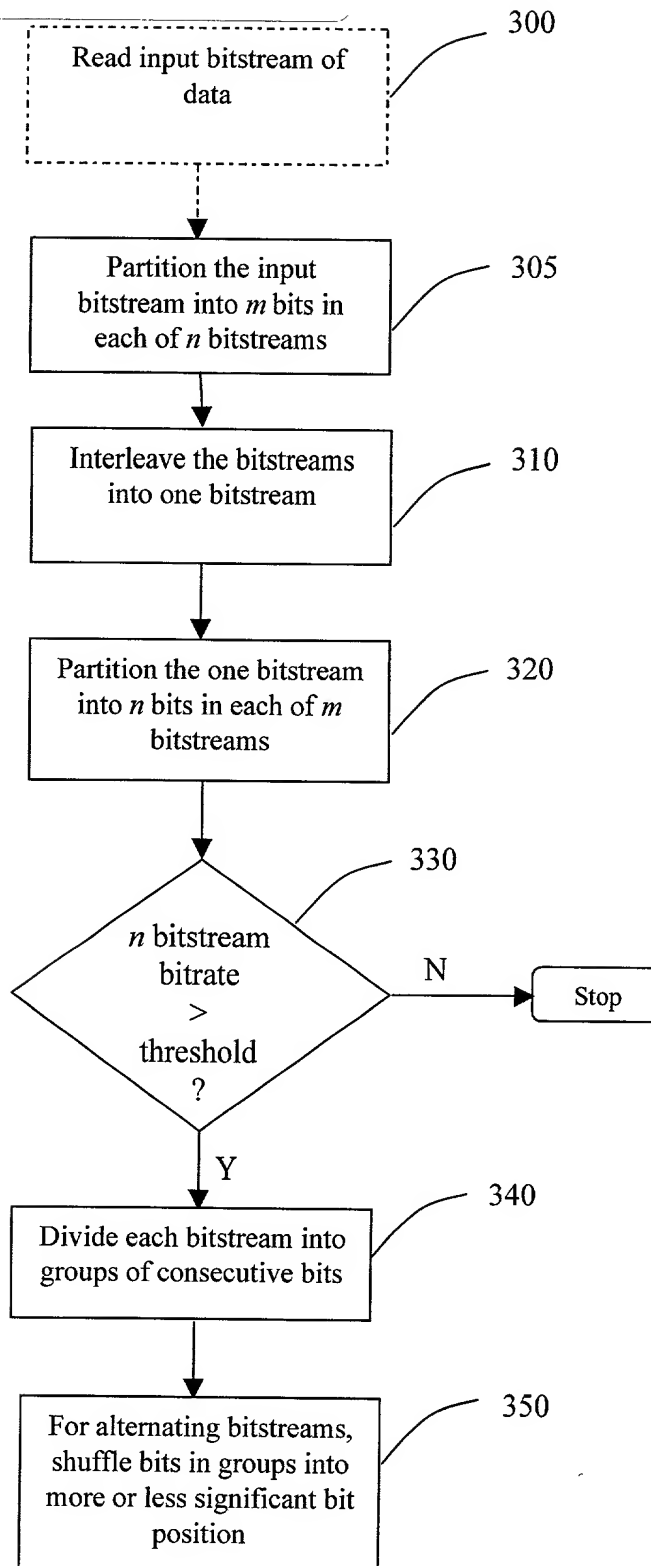 300
Read input bitstream of
data
305
Partition the input
bitstream into m bits in
each of n bitstreams
310
Interleave the bitstreams
into one bitstream
320
Partition the one bitstream
into n bits in each of m
bitstreams
330
n bitstream
bitrate
>
threshold
?
N
Stop
Y
340
Divide each bitstream into
groups of consecutive bits
350
For alternating bitstreams,
shuffle bits in groups into
more or less significant bit
position